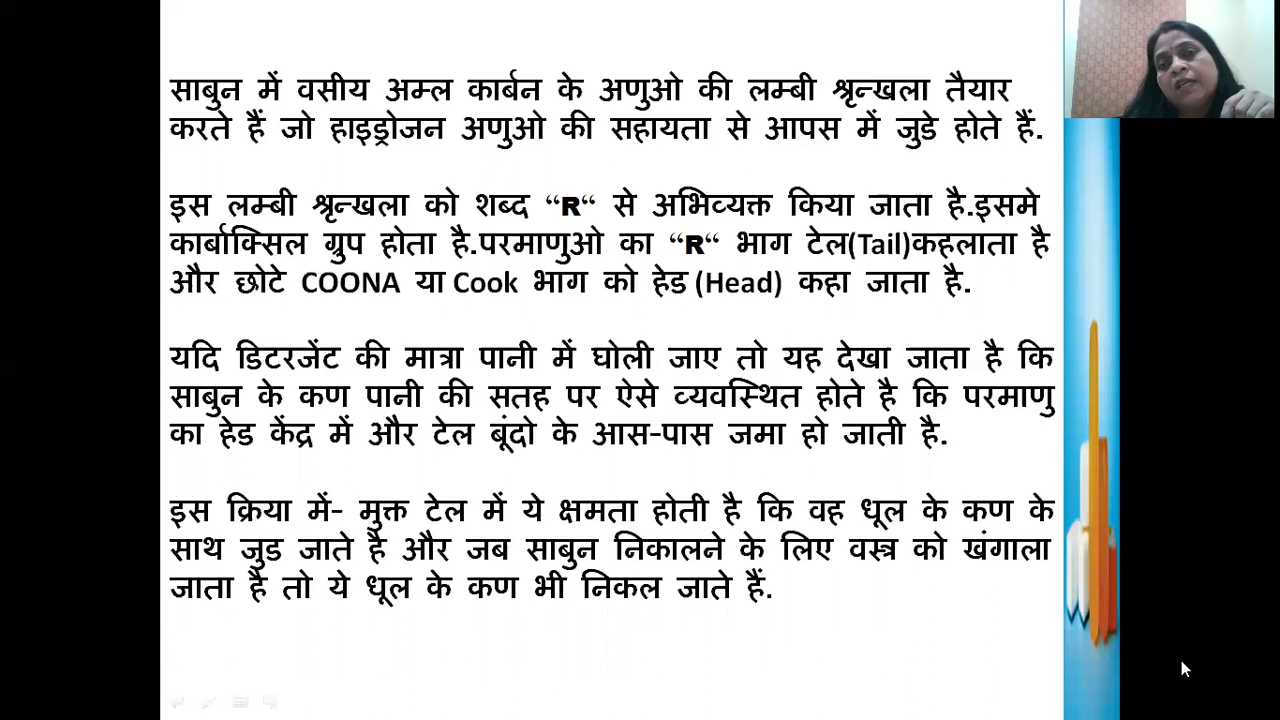 साबुन में वसीय अम्ल कार्बन के अणुओ की लम्बी श्रृन्खला तैयार
करते हैं जो हाइड्रोजन अणुओ की सहायता से आपस में जुडे होते हैं.
इस लम्बी श्रृन्खला को शब्द “R“ से अभिव्यक्त किया जाता है.इसमे
कार्बाक्सिल ग्रुप होता है.परमाणुओ का “R“ भाग टेल(Tail)कहलाता है
और छोटे COONA या Cook भाग को हेड (Head) कहा जाता है.
यदि डिटरजेंट की मात्रा पानी में घोली जाए तो यह देखा जाता है कि
साबुन के कण पानी की सतह पर ऐसे व्यवस्थित होते है कि परमाणु
का हेड केंद्र में और टेल बूंदो के आस-पास जमा हो जाती है.
इस क्रिया में- मुक्त टेल में ये क्षमता होती है कि वह धूल के कण के
साथ जुड जाते है और जब साबुन निकालने के लिए वस्त्र को खंगाला
जाता है तो ये धूल के कण भी निकल जाते हैं.